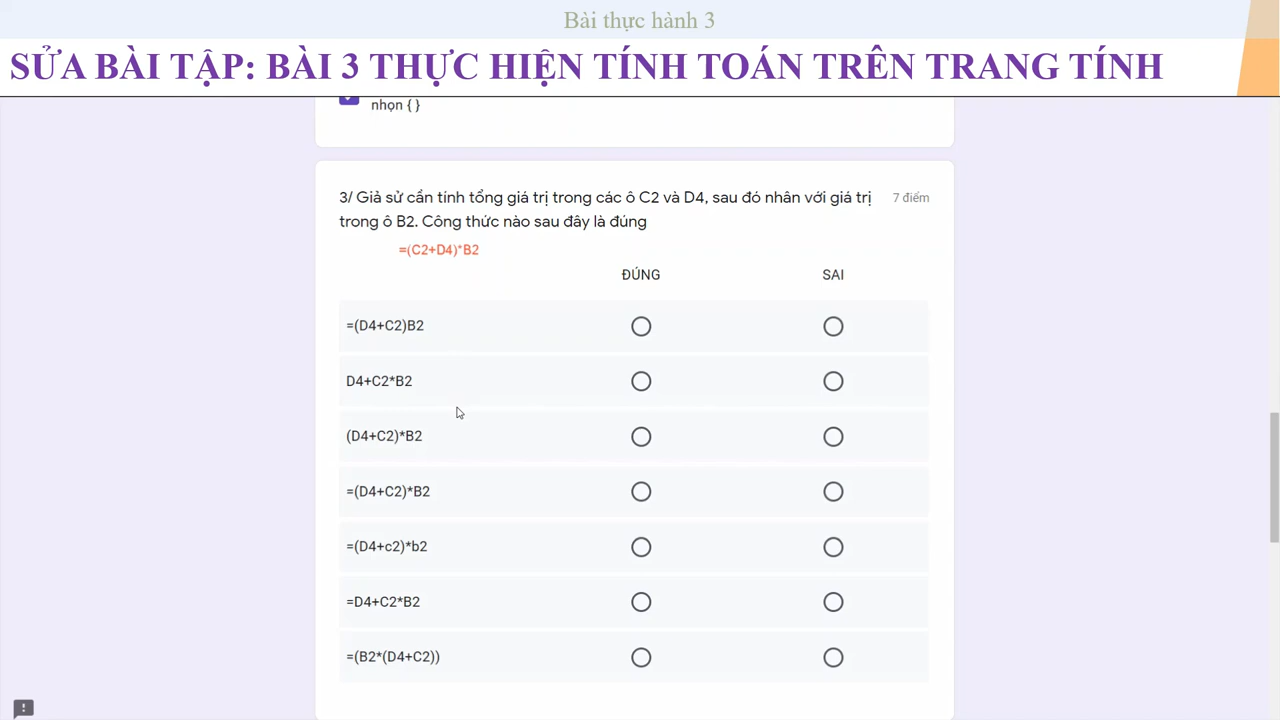 Bài thực hành 3
SỬA BÀI TẬP: BÀI 3 THỰC HIỆN TÍNH TOÁN TRÊN TRANG TÍNH
nhọn { }
3/ Giả sử cần tính tổng giá trị trong các ô C2 và D4, sau đó nhân với giá trị
7 điểm
trong ô B2. Công thức nào sau đây là đúng
=(C2+D4)*B2
ĐÚNG SAI
=(D4+C2)B2
D4+C2*B2
(D4+C2)*B2
=(D4+C2)*B2
=(D4+c2)*b2
=D4+C2*B2
=(B2*(D4+C2))